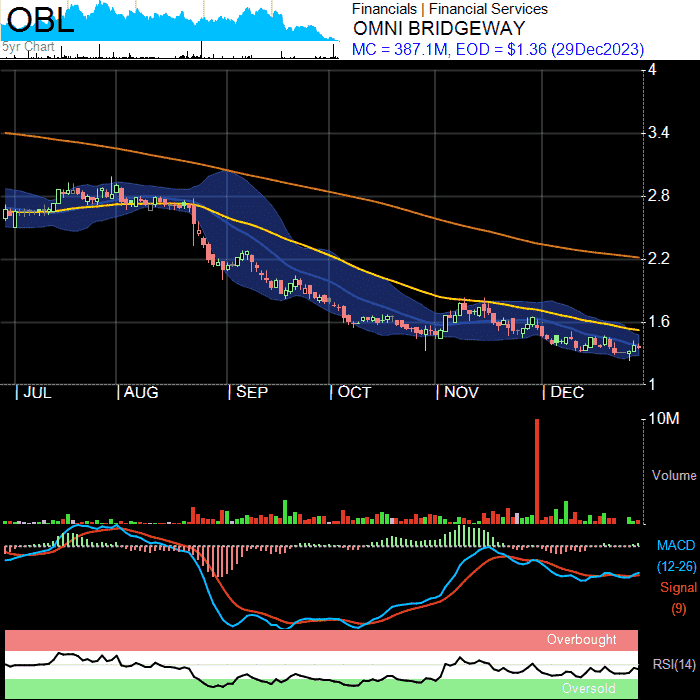 OBL
Financials | Financial Services
OMNI BRIDGEWAY
5yr Chart
MC = 387.1M, EOD = $1.36 (29Dec2023)
4
3.4
2.8
2.2
1.6
1
JUL AUG SEP OCT NOV DEC
10M
Volume
MACD
(12-26)
Signal
(9)
Overbought
RSI(14)
Oversold